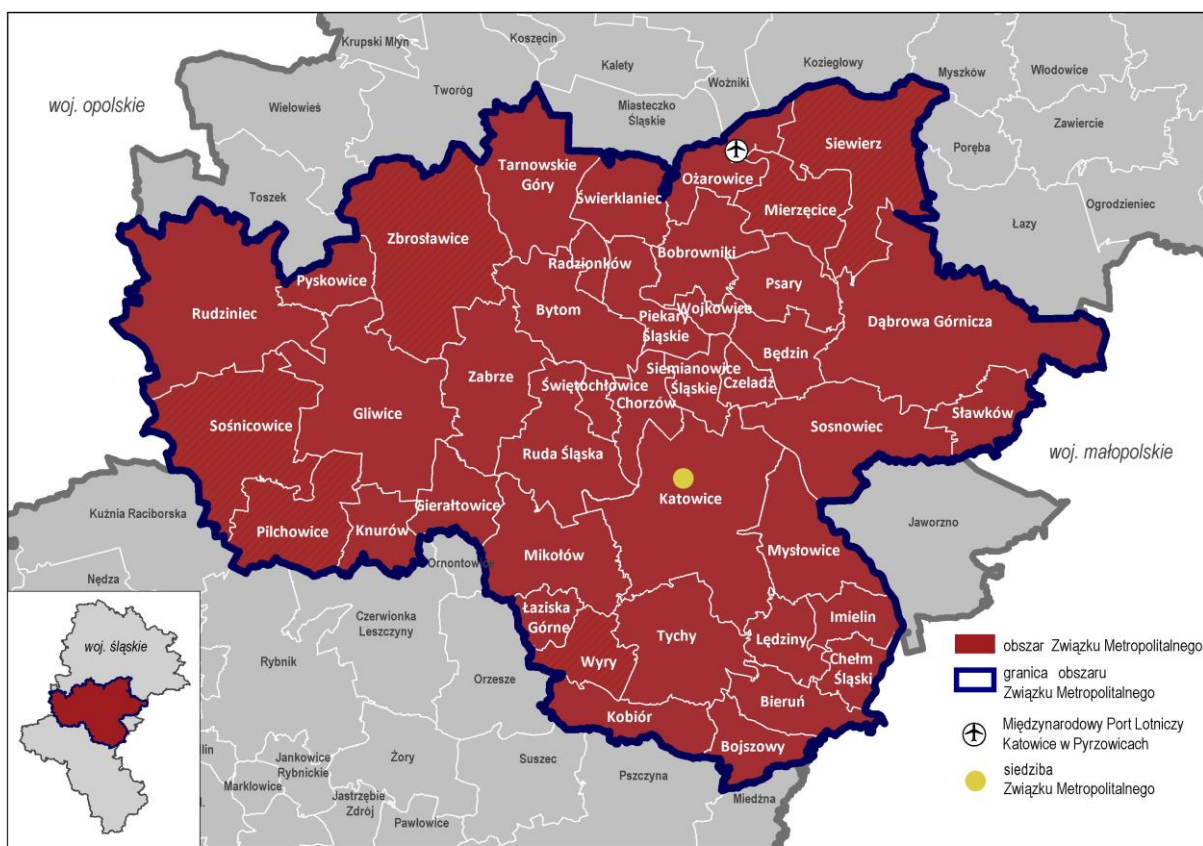 Krupski Młyn
Koszęcin
Kalety
Woźniki
Koziegłowy
Myszków
Włodowice
woj. opolskie
Wielowieś
Tworóg
Miasteczko
Śląskie
Zawiercie
Siewierz
Poręba
Tarnowskie
Góry
Ożarowice
Świerklaniec
Toszek
Mierzęcice
Ogrodzieniec
Łazy
Zbrosławice
Bobrowniki
Radzionków
Pyskowice
Psary
Rudziniec
Bytom
Wojkowice
Piekary
Śląskie
Dąbrowa Górnicza
Będzin
Siemianowice
Śląskie
Zabrze
Świętochłowice
Czeladź
Chorzów
Gliwice
Sławków
Sośnicowice
Sosnowiec
Ruda Śląska
woj. małopolskie
Katowice
Gierałtowice
Kuźnia Raciborska
Pilchowice
Knurów
Jaworzno
Mikołów
Mysłowice
Ornontowice
Nędza
Czerwionka
Leszczyny
Łaziska
Górne
Imielin
Tychy
Lędziny
woj. śląskie
obszar Związku Metropolitalnego
Rybnik
Wyry
Chełm
Śląski
granica obszaru
Związku Metropolitalnego
Orzesze
Bieruń
Kobiór
Międzynarodowy Port Lotniczy
Katowice w Pyrzowicach
Bojszowy
lin
Jankowice
Rybnickie
Żory
Suszec
Pszczyna
siedziba
Związku Metropolitalnego
Marklowice
Jastrzębie
Zdrój
Miedźna
Pawłowice